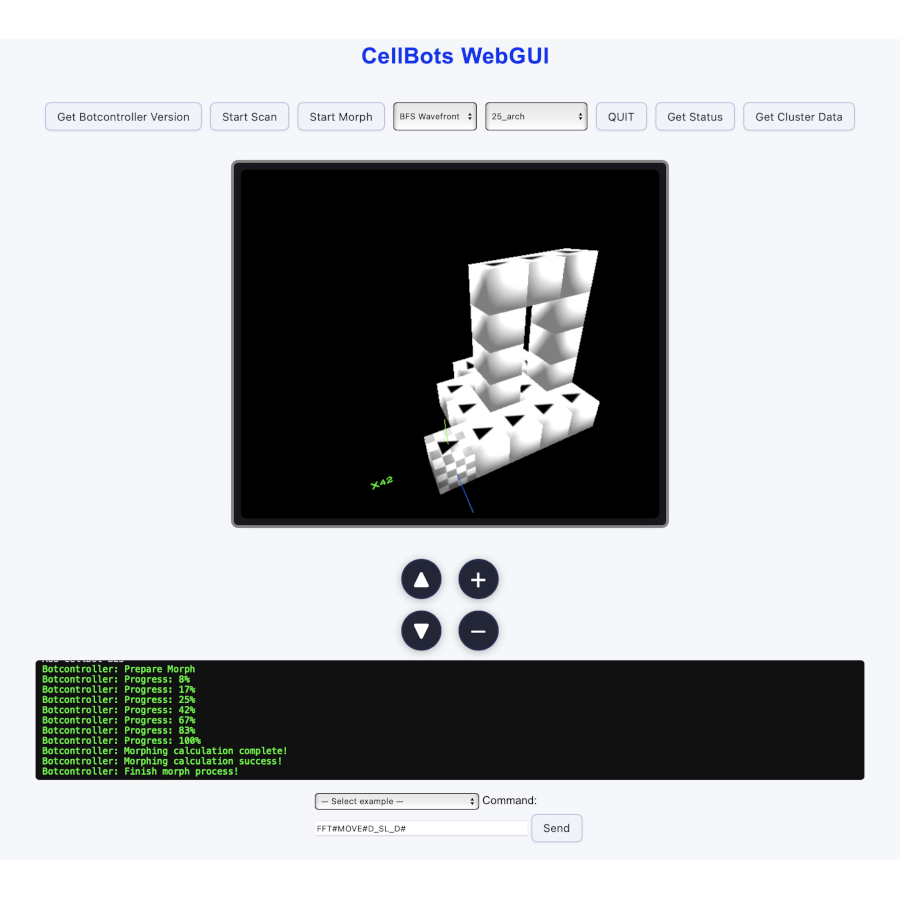 CellBots WebGUI
Get Botcontroller Version Start Scan Start Morph BFS Wavefront 25_arch QUIT Get Status Get Cluster Data
X42
Botcontroller: Prepare Morph
Botcontroller: Progress: 8%
Botcontroller: Progress: 17%
Botcontroller: Progress: 25%
Botcontroller: Progress: 42%
Botcontroller: Progress: 67%
Botcontroller: Progress: 83%
Botcontroller: Progress: 100%
Botcontroller: Morphing calculation complete!
Botcontroller: Morphing calculation success!
Botcontroller: Finish morph process!
— Select example — Command:
FFT#MOVE#D_SL_D# Send